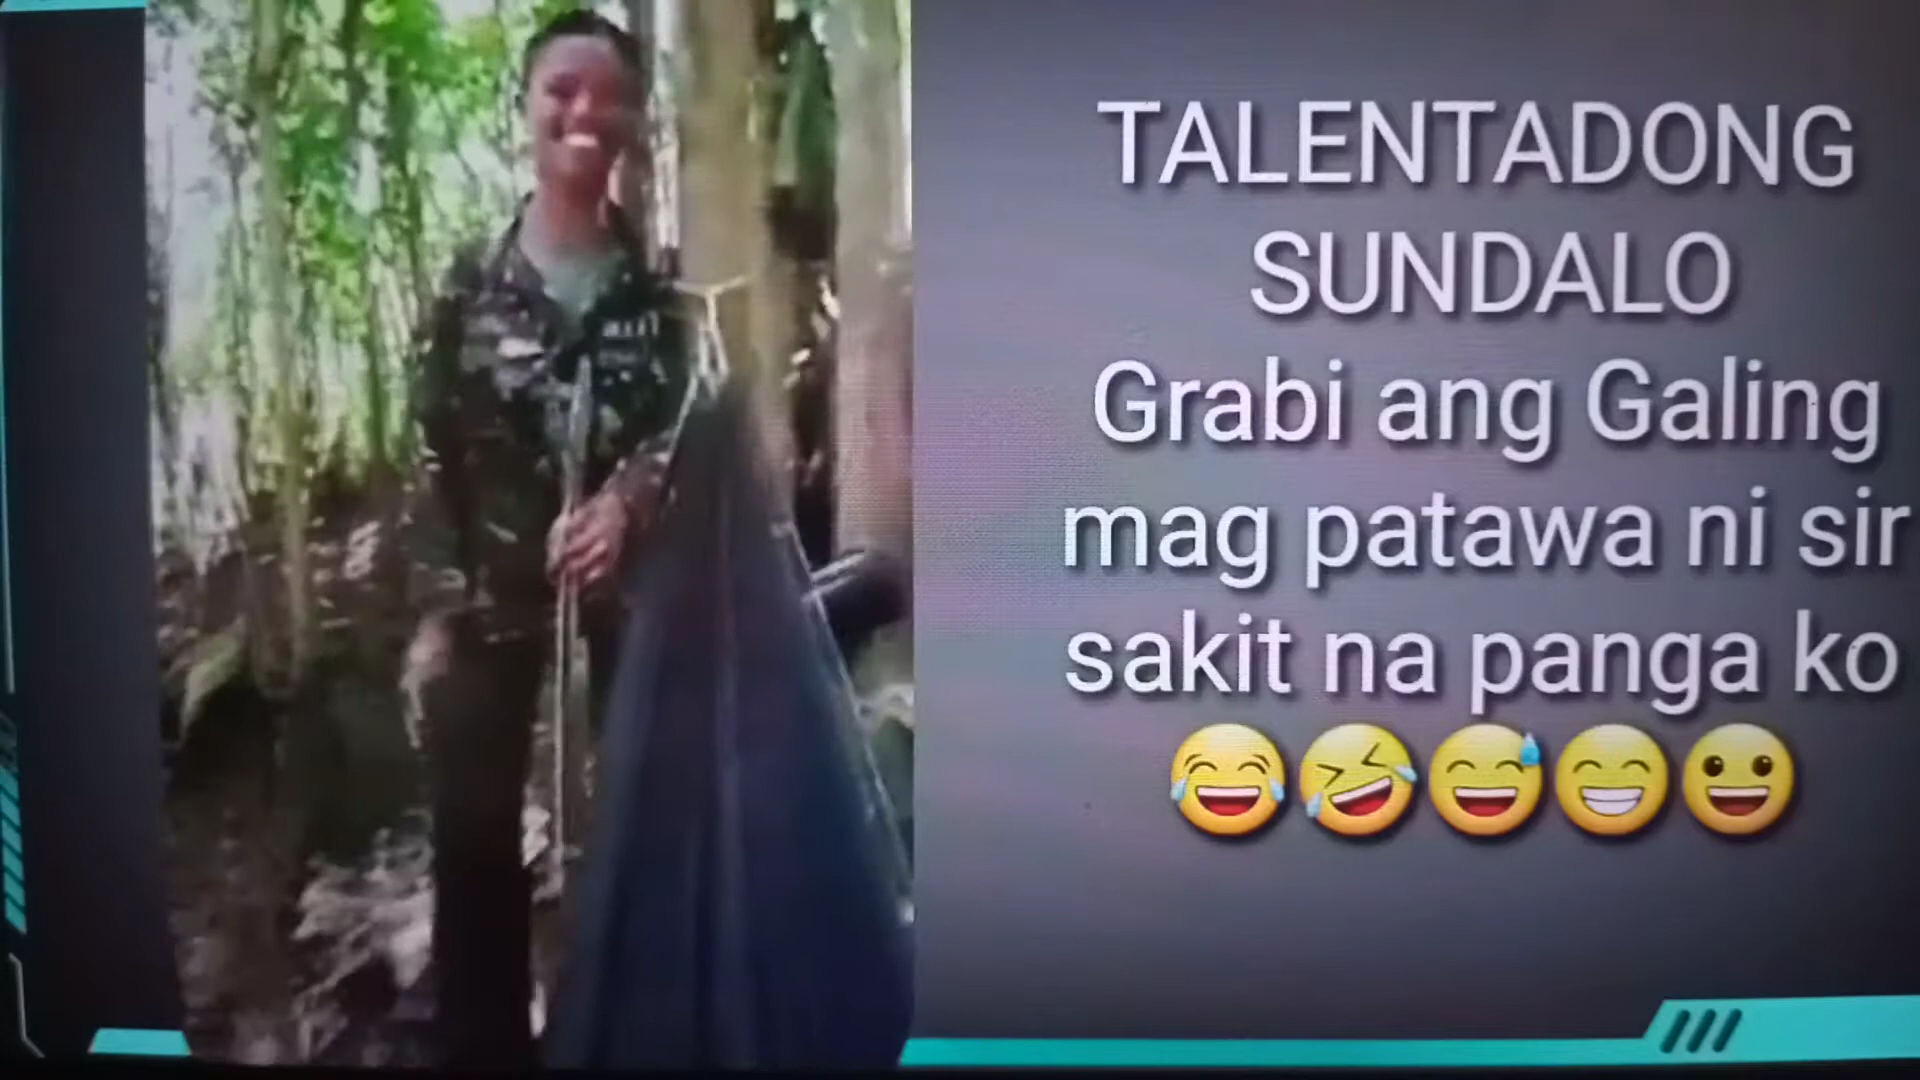 TALENTADONG
SUNDALO
Grabi ang Galing
mag patawa ni sir
sakit na panga ko
😂🤣😅😁😀